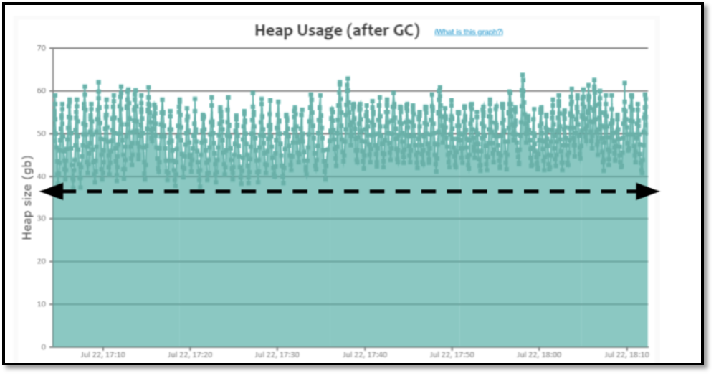 Heap Usage (after GC) (What is this graph?)
70
60
50
40
30
20
10
0
Heap size (gb)
Jul 22, 17:10 Jul 22, 17:20 Jul 22, 17:30 Jul 22, 17:40 Jul 22, 17:50 Jul 22, 18:00 Jul 22, 18:10